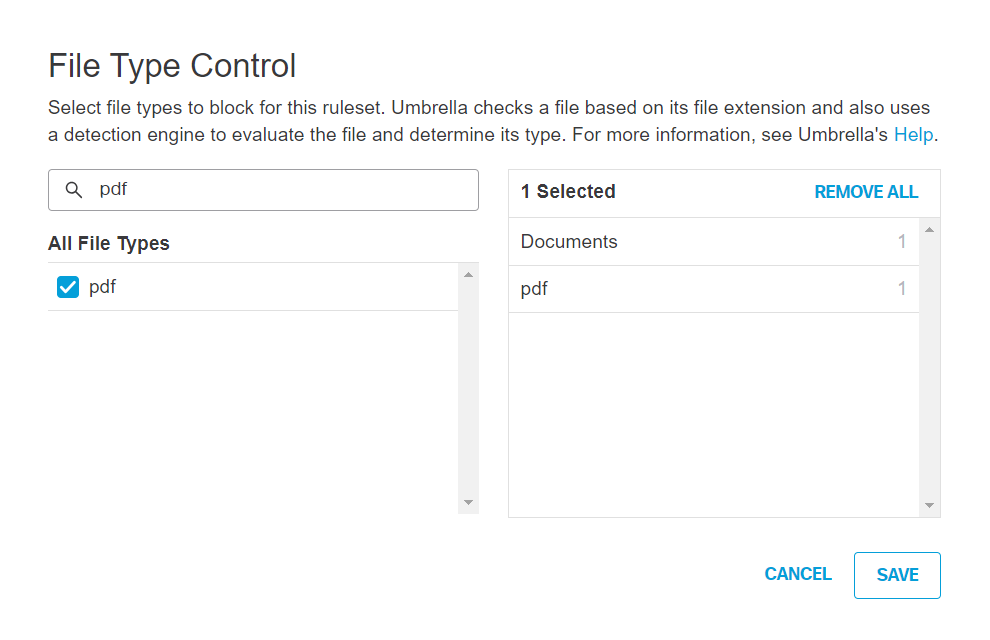 File Type Control
Select file types to block for this ruleset. Umbrella checks a file based on its file extension and also uses
a detection engine to evaluate the file and determine its type. For more information, see Umbrella's Help.
pdf
All File Types
pdf
1 Selected
REMOVE ALL
Documents 1
pdf 1
CANCEL
SAVE